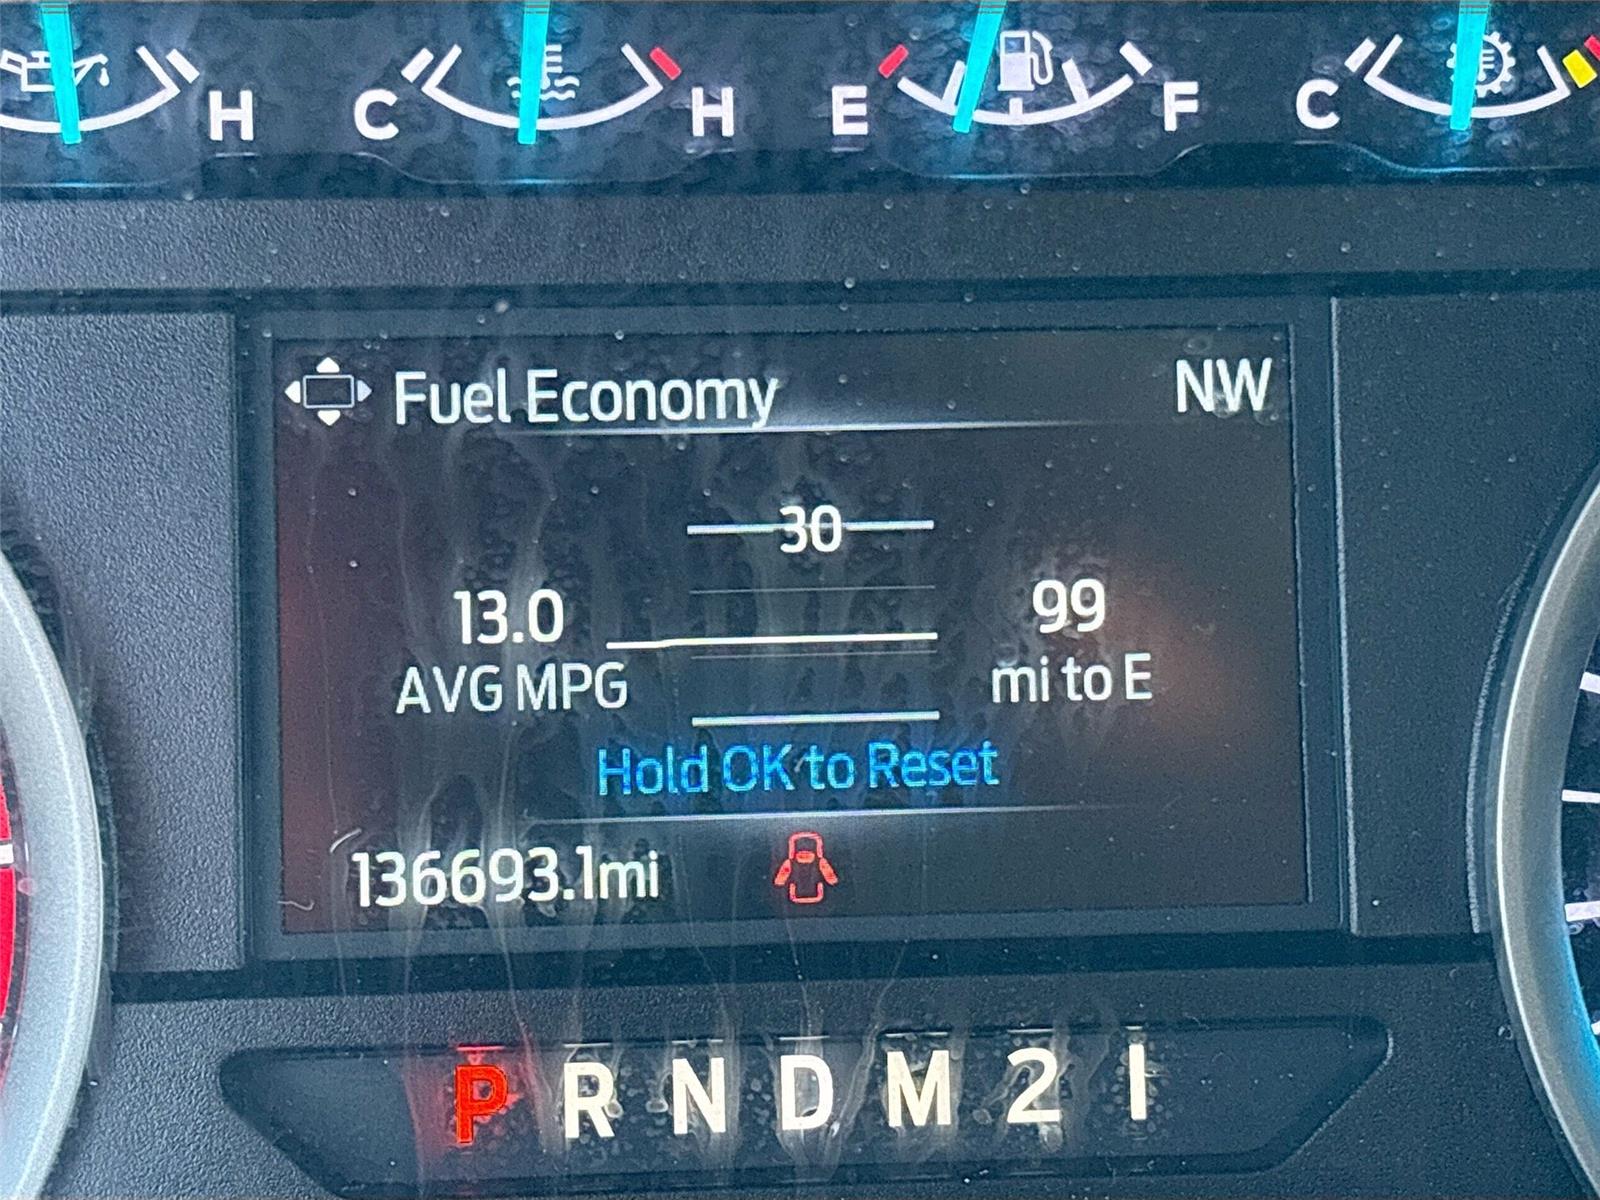 H C H E F C
Fuel Economy NW
30
13.0 99
AVG MPG mi to E
Hold OK to Reset
136693.1mi
P R N D M 2 1